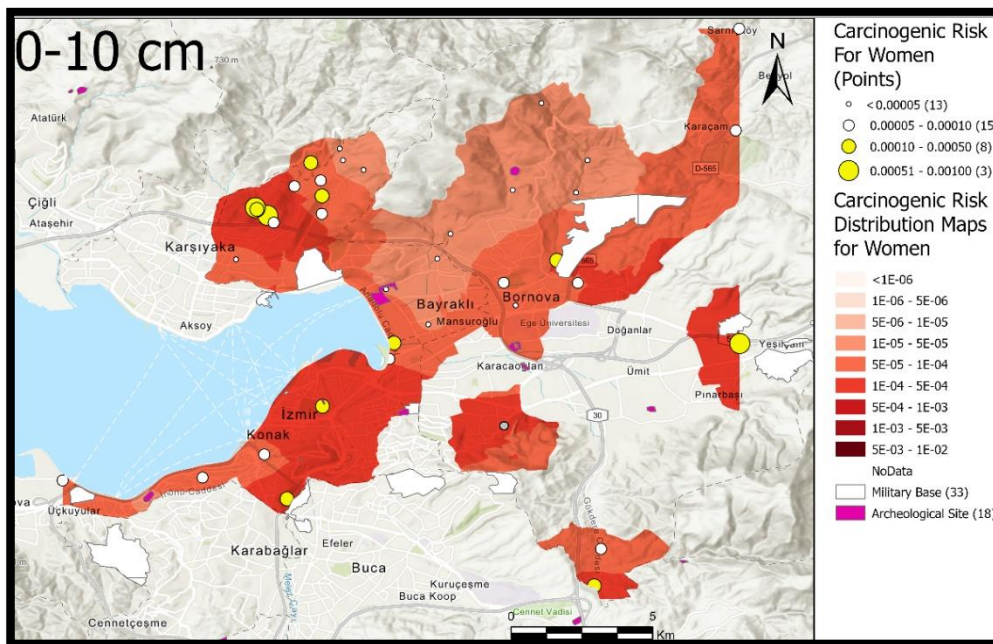 0-10 cm
730 m
Sarnıçköy
N
Beşyol
Atatürk
Karaçam
D-565
Çiğli
Ataşehir
Karşıyaka
Aksoy
Bayraklı
Bornova
Mansuroğlu
Ege Üniversitesi
Doğanlar
Karacaoğlan
Ümit
Pınarbaşı
İzmir
Konak
30
Üçkuyular
Karabağlar
Efeler
Buca
Kuruçeşme
Buca Koop
Meles Çayı
Cennetçeşme
Cennet Vadisi
0
5
Km
Carcinogenic Risk
For Women
(Points)
<0.00005 (13)
0.00005 - 0.00010 (15
0.00010 - 0.00050 (8)
0.00051 - 0.00100 (3)
Carcinogenic Risk
Distribution Maps
for Women
<1E-06
1E-06 - 5E-06
5E-06 - 1E-05
1E-05 - 5E-05
5E-05 - 1E-04
1E-04 - 5E-04
5E-04 - 1E-03
1E-03 - 5E-03
5E-03 - 1E-02
NoData
Military Base (33)
Archeological Site (18)